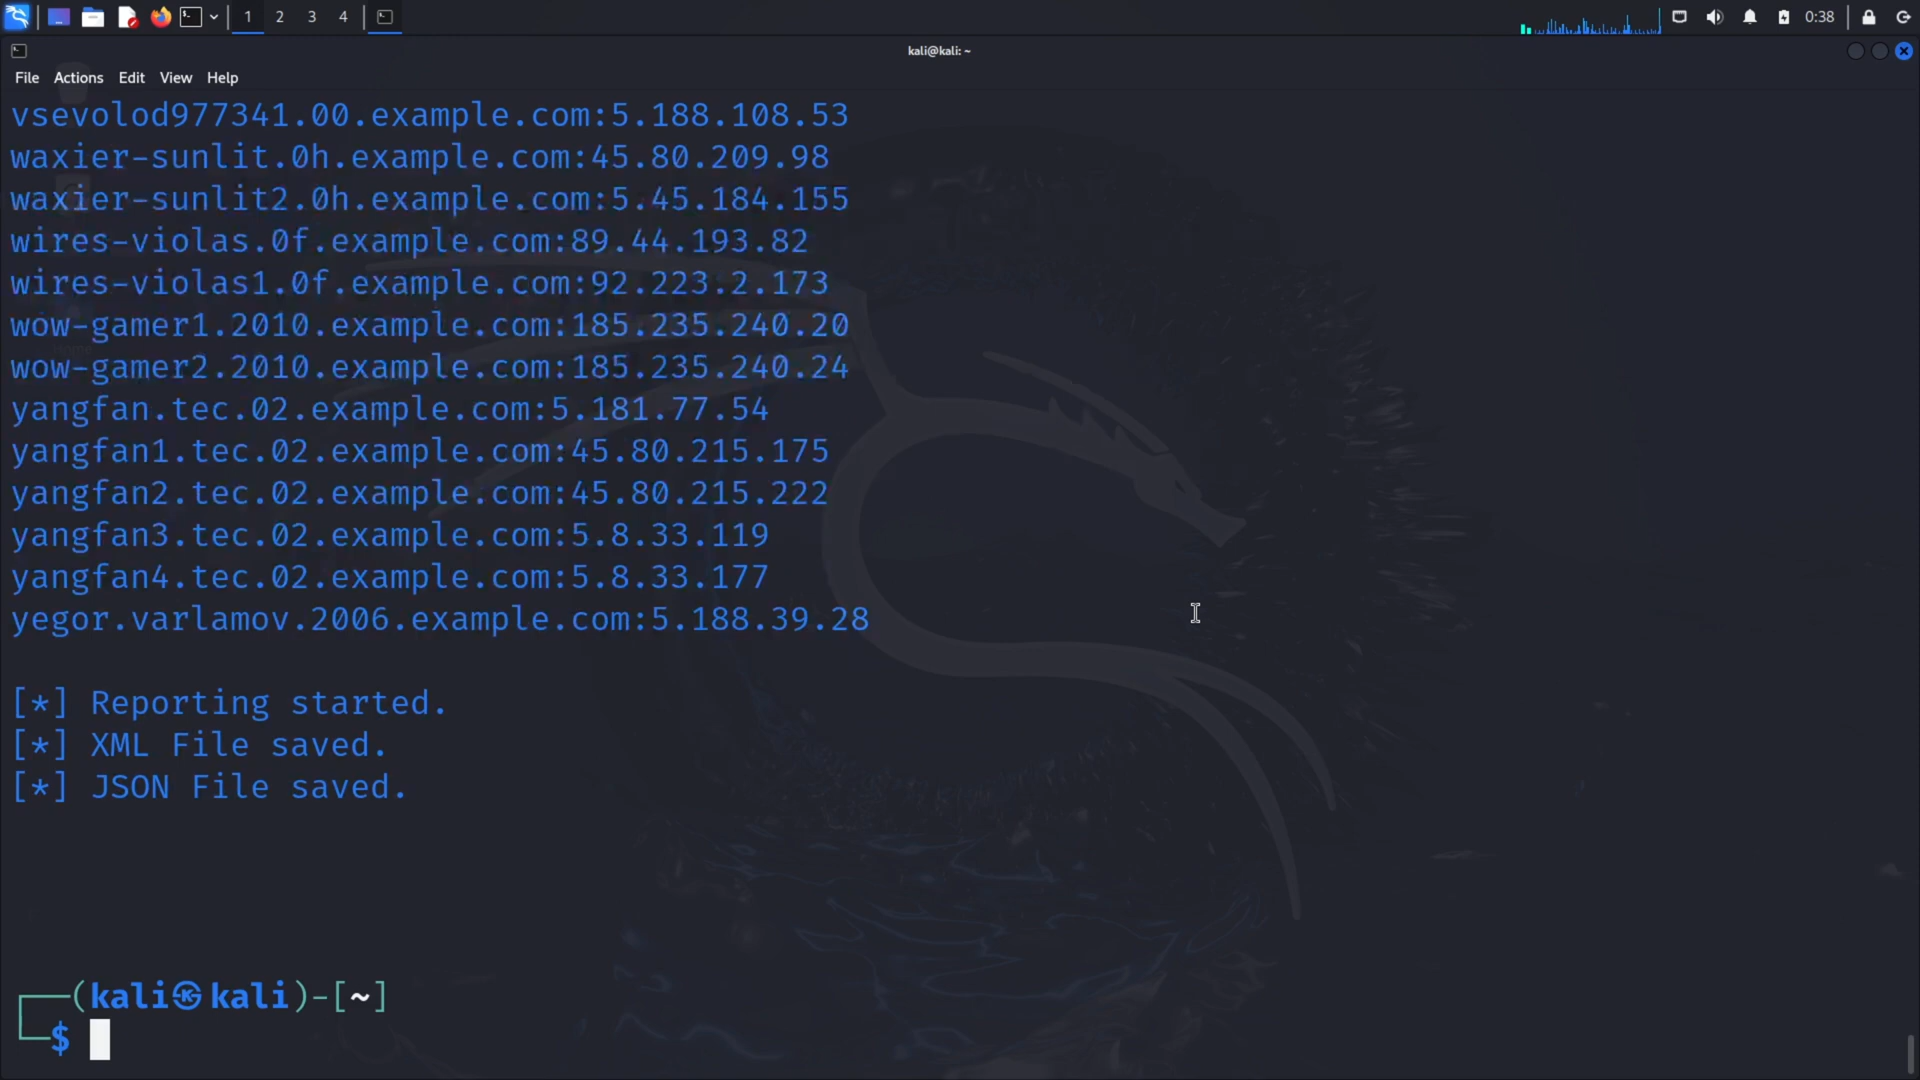 1 2 3 4
0:38
kali@kali: ~
File Actions Edit View Help
vsevolod977341.00.example.com:5.188.108.53
waxier-sunlit.0h.example.com:45.80.209.98
waxier-sunlit2.0h.example.com:5.45.184.155
wires-violas.0f.example.com:89.44.193.82
wires-violas1.0f.example.com:92.223.2.173
wow-gamer1.2010.example.com:185.235.240.20
wow-gamer2.2010.example.com:185.235.240.24
yangfan.tec.02.example.com:5.181.77.54
yangfan1.tec.02.example.com:45.80.215.175
yangfan2.tec.02.example.com:45.80.215.222
yangfan3.tec.02.example.com:5.8.33.119
yangfan4.tec.02.example.com:5.8.33.177
yegor.varlamov.2006.example.com:5.188.39.28
[*] Reporting started.
[*] XML File saved.
[*] JSON File saved.
┌──(kali㉿kali)-[~]
└─$